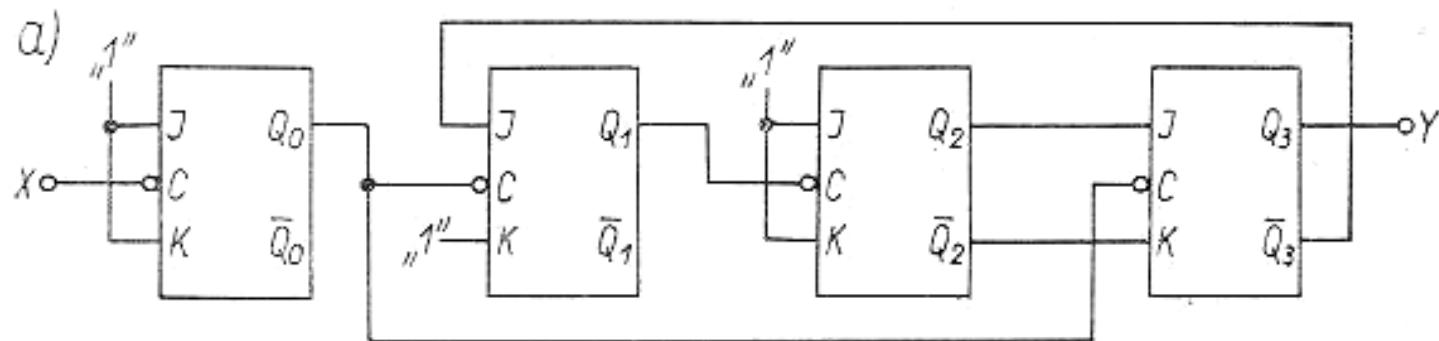 a)
„1”
„1”
J Q₀ J Q₁ J Q₂ J Q₃ Y
X C C C C
K Q̅₀ „1” K Q̅₁ K Q̅₂ K Q̅₃